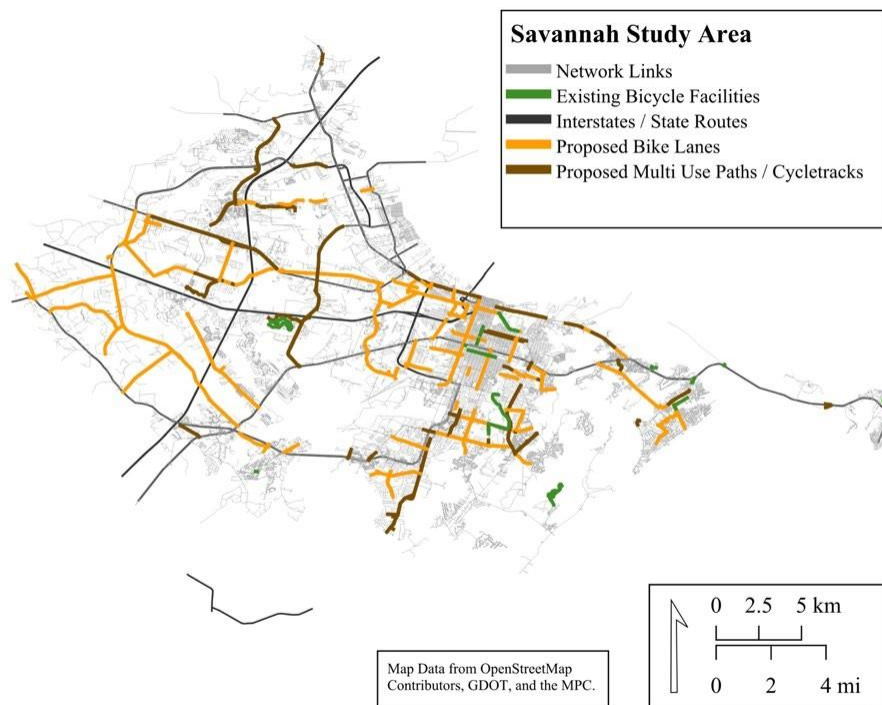 Savannah Study Area
Network Links
Existing Bicycle Facilities
Interstates / State Routes
Proposed Bike Lanes
Proposed Multi Use Paths / Cycletracks
0 2.5 5 km
0 2 4 mi
Map Data from OpenStreetMap
Contributors, GDOT, and the MPC.